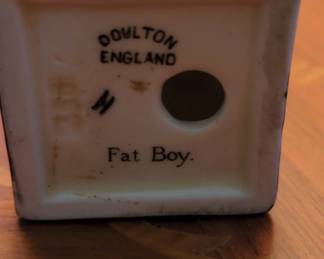 DOULTON
ENGLAND
N
Fat Boy.